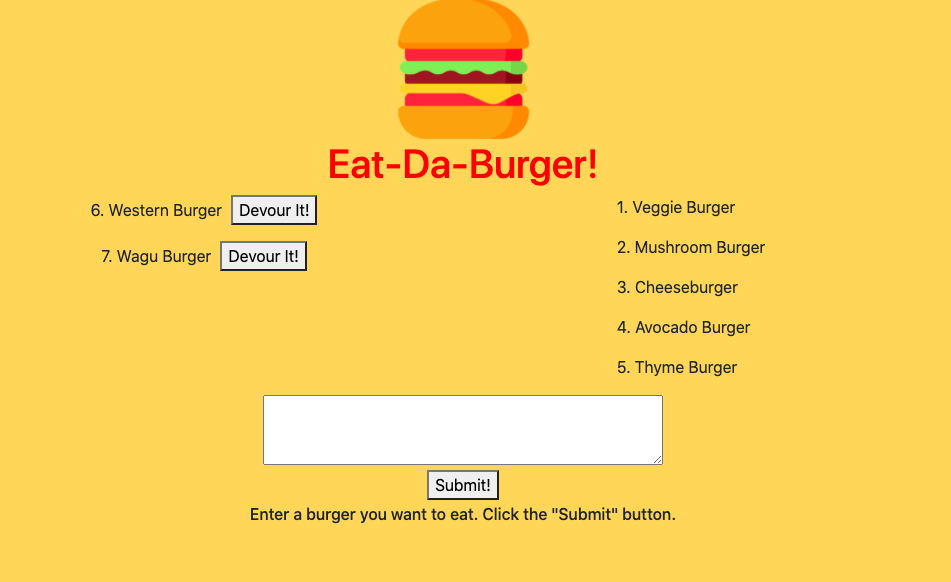 Eat-Da-Burger!
6. Western Burger Devour It!
7. Wagu Burger Devour It!
1. Veggie Burger
2. Mushroom Burger
3. Cheeseburger
4. Avocado Burger
5. Thyme Burger
Submit!
Enter a burger you want to eat. Click the "Submit" button.